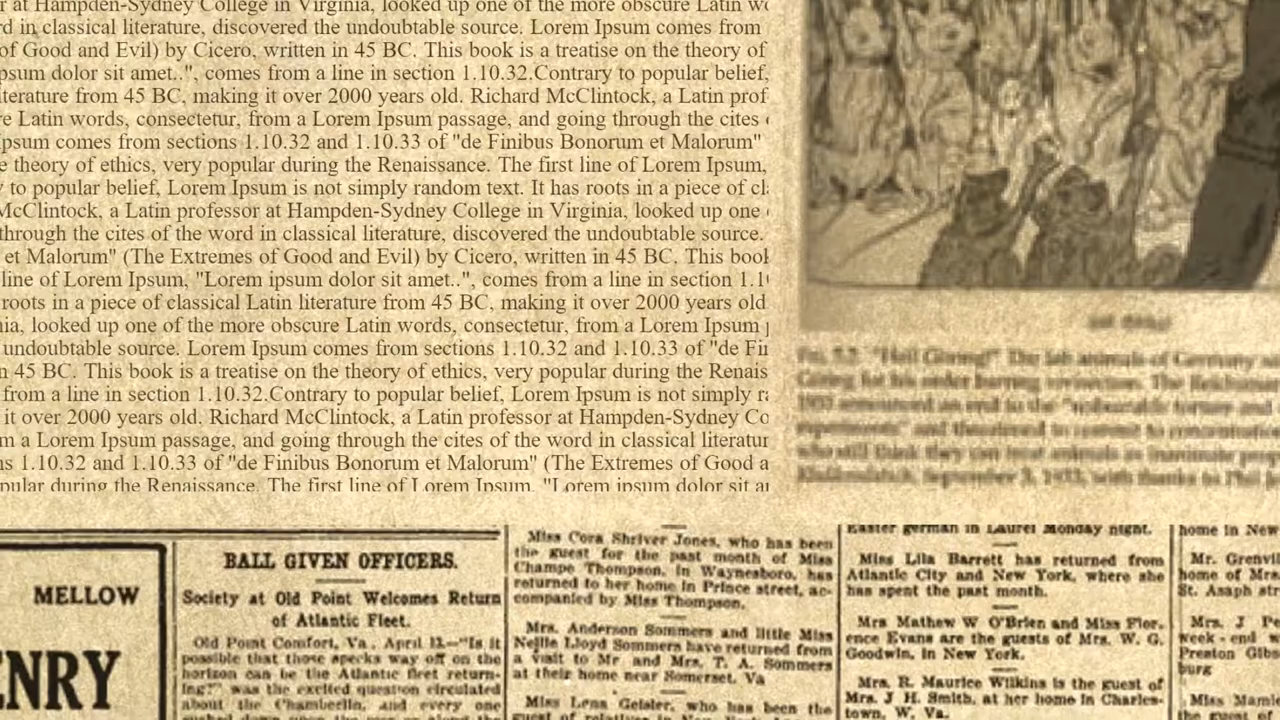 r at Hampden-Sydney College in Virginia, looked up one of the more obscure Latin
rd in classical literature, discovered the undoubtable source. Lorem Ipsum comes from
of Good and Evil) by Cicero, written in 45 BC. This book is a treatise on the theory of
psum dolor sit amet..", comes from a line in section 1.10.32.Contrary to popular belief,
iterature from 45 BC, making it over 2000 years old. Richard McClintock, a Latin prof
e Latin words, consectetur, from a Lorem Ipsum passage, and going through the cites
psum comes from sections 1.10.32 and 1.10.33 of "de Finibus Bonorum et Malorum"
e theory of ethics, very popular during the Renaissance. The first line of Lorem Ipsum,
y to popular belief, Lorem Ipsum is not simply random text. It has roots in a piece of cl
McClintock, a Latin professor at Hampden-Sydney College in Virginia, looked up one
through the cites of the word in classical literature, discovered the undoubtable source.
et Malorum" (The Extremes of Good and Evil) by Cicero, written in 45 BC. This book
line of Lorem Ipsum, "Lorem ipsum dolor sit amet..", comes from a line in section 1.1
roots in a piece of classical Latin literature from 45 BC, making it over 2000 years old
nia, looked up one of the more obscure Latin words, consectetur, from a Lorem Ipsum
undoubtable source. Lorem Ipsum comes from sections 1.10.32 and 1.10.33 of "de Fin
n 45 BC. This book is a treatise on the theory of ethics, very popular during the Renais
from a line in section 1.10.32.Contrary to popular belief, Lorem Ipsum is not simply ra
it over 2000 years old. Richard McClintock, a Latin professor at Hampden-Sydney Co
m a Lorem Ipsum passage, and going through the cites of the word in classical literatur
ns 1.10.32 and 1.10.33 of "de Finibus Bonorum et Malorum" (The Extremes of Good a
pular during the Renaissance. The first line of Lorem Ipsum, "Lorem ipsum dolor sit a
"Heil Göring!" The lab animals of Germany
MELLOW
ENRY
BALL GIVEN OFFICERS.
Society at Old Point Welcomes Return
of Atlantic Fleet.
Old Point Comfort, Va., April 13.—"Is it
possible that those specks way off on the
horizon can be the Atlantic fleet return-
ing?" was the excited question circulated
about the Chamberlin, and every one
Miss Cora Shriver Jones, who has been
the guest for the past month of Miss
Champe Thompson, in Waynesboro, has
returned to her home in Prince street, ac-
companied by Miss Thompson.
Mrs. Anderson Sommers and little Miss
Nellie Lloyd Sommers have returned from
a visit to Mr and Mrs. T. A. Sommers
at their home near Somerset, Va
Miss Lena Geisler, who has been the
guest of relatives in New York
Easter german in Laurel Monday night.
Miss Lila Barrett has returned from
Atlantic City and New York, where she
has spent the past month.
Mrs Mathew W O'Brien and Miss Flor-
ence Evans are the guests of Mrs. W. G.
Goodwin, in New York.
Mrs. R. Maurice Wilkins is the guest of
Mrs. J H. Smith, at her home in Charles-
town, W. Va.
home in New
Mr. Grenvil
home of Mrs
St. Asaph str
Mrs. J Pe
week-end w
Preston Gibs
burg
Miss Mami